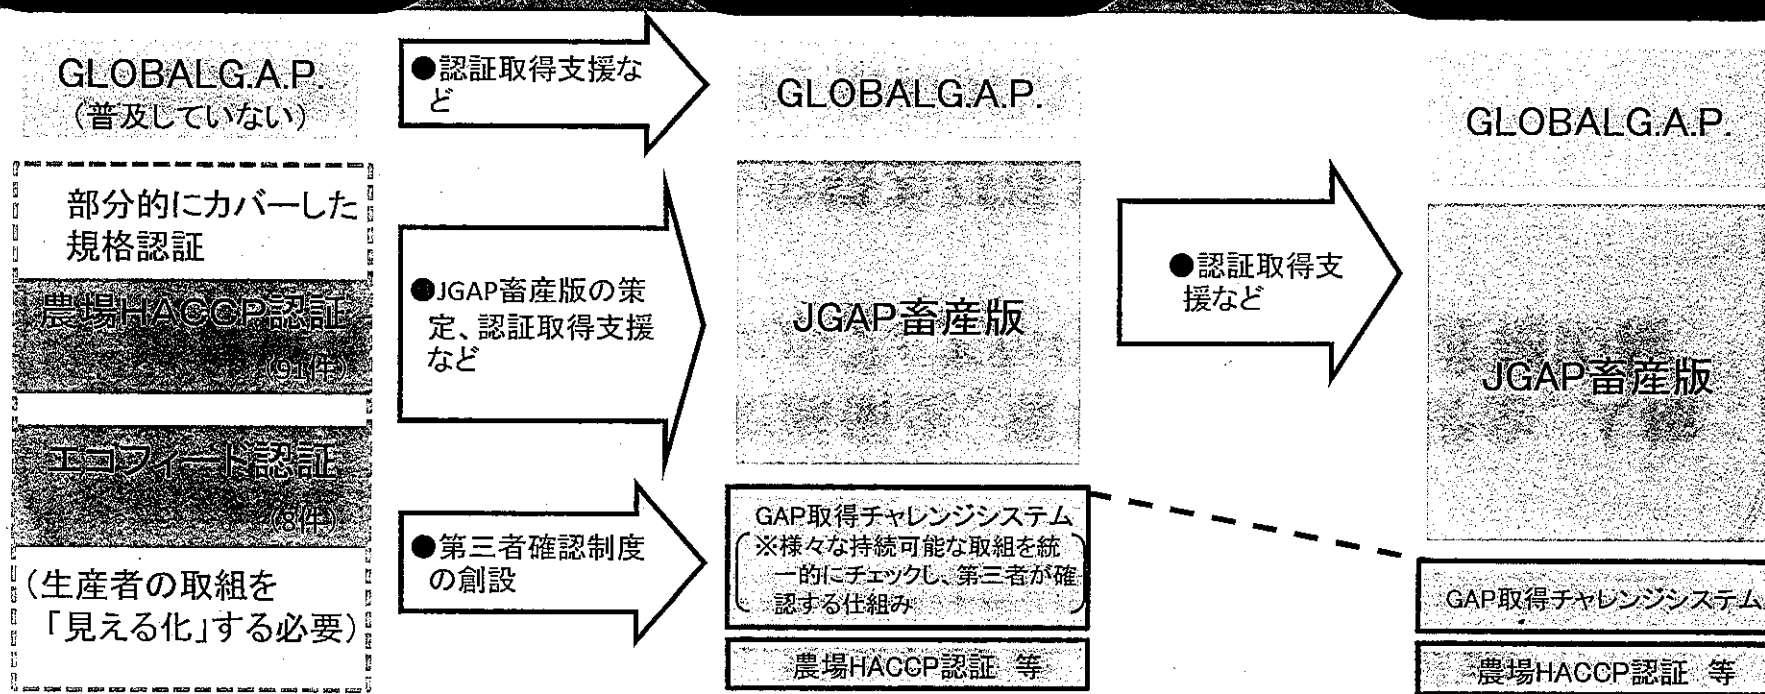 GLOBALG.A.P.
(普及していない)
部分的にカバーした
規格認証
農場HACCP認証
(91件)
エコフィード認証
(8件)
(生産者の取組を
「見える化」する必要)
●認証取得支援な
ど
●JGAP畜産版の策
定、認証取得支援
など
●第三者確認制度
の創設
GLOBALG.A.P.
JGAP畜産版
GAP取得チャレンジシステム
※様々な持続可能な取組を統
一的にチェックし、第三者が確
認する仕組み
農場HACCP認証 等
●認証取得支
援など
GLOBALG.A.P.
JGAP畜産版
GAP取得チャレンジシステム
農場HACCP認証 等